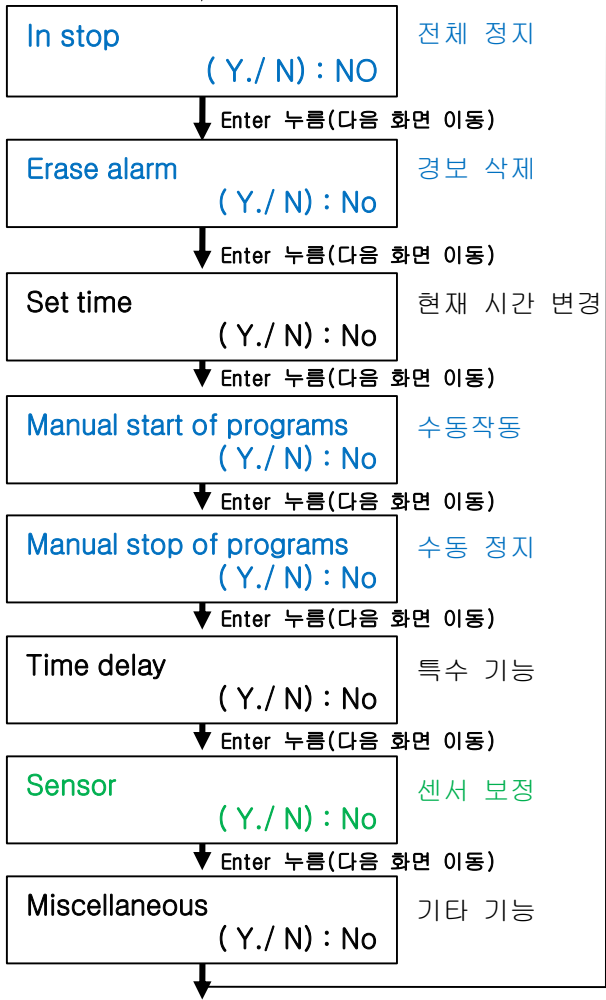 In stop 전체 정지
( Y./ N) : NO
Enter 누름(다음 화면 이동)
Erase alarm 경보 삭제
( Y./ N) : No
Enter 누름(다음 화면 이동)
Set time 현재 시간 변경
( Y./ N) : No
Enter 누름(다음 화면 이동)
Manual start of programs 수동작동
( Y./ N) : No
Enter 누름(다음 화면 이동)
Manual stop of programs 수동 정지
( Y./ N) : No
Enter 누름(다음 화면 이동)
Time delay 특수 기능
( Y./ N) : No
Enter 누름(다음 화면 이동)
Sensor 센서 보정
( Y./ N) : No
Enter 누름(다음 화면 이동)
Miscellaneous 기타 기능
( Y./ N) : No